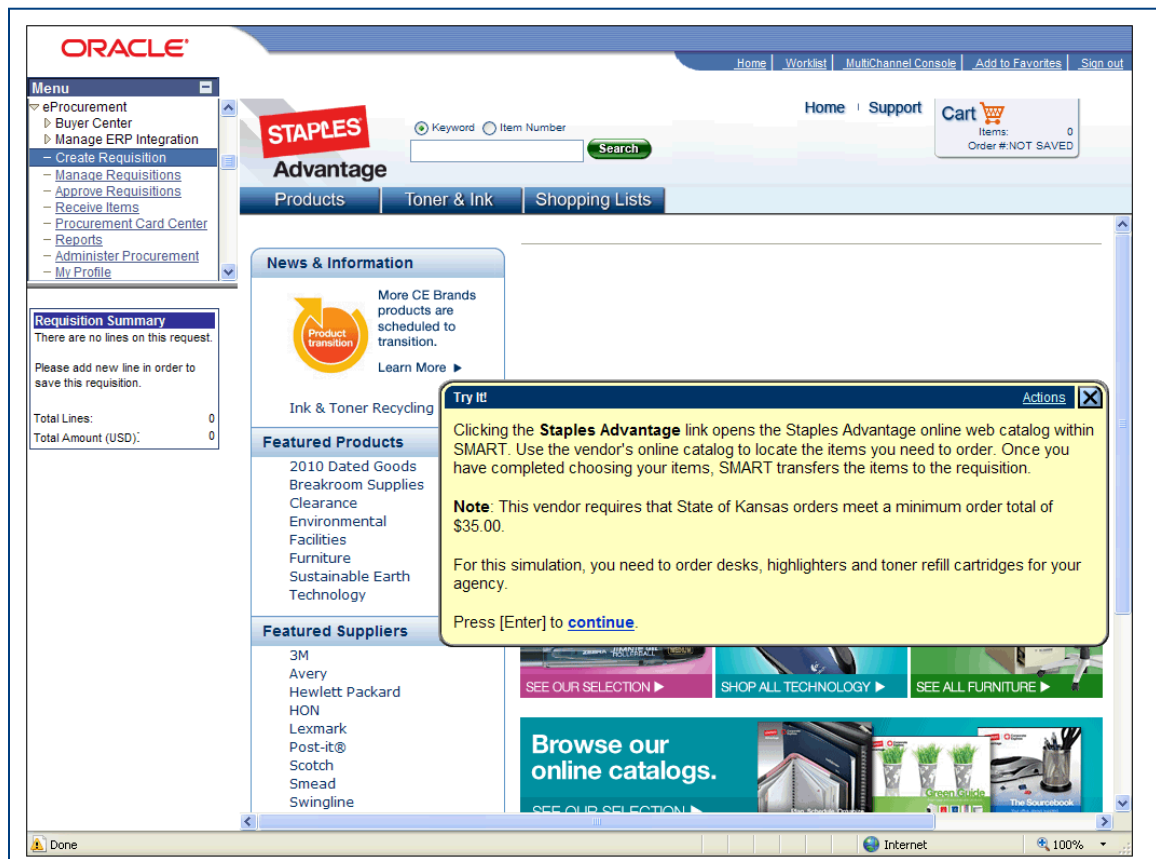 ORACLE'
Home Worklist MultiChannel Console Add to Favorites Sign out
Menu
eProcurement
Buyer Center
Manage ERP Integration
– Create Requisition
– Manage Requisitions
– Approve Requisitions
– Receive Items
– Procurement Card Center
– Reports
– Administer Procurement
– My Profile
Requisition Summary
There are no lines on this request.
Please add new line in order to
save this requisition.
Total Lines: 0
Total Amount (USD): 0
STAPLES
Advantage
Keyword Item Number
Search
Home Support
Cart
Items: 0
Order #:NOT SAVED
Products Toner & Ink Shopping Lists
News & Information
Product
transition
More CE Brands
products are
scheduled to
transition.
Learn More ▶
Ink & Toner Recycling
Featured Products
2010 Dated Goods
Breakroom Supplies
Clearance
Environmental
Facilities
Furniture
Sustainable Earth
Technology
Featured Suppliers
3M
Avery
Hewlett Packard
HON
Lexmark
Post-it®
Scotch
Smead
Swingline
Try It! Actions
Clicking the Staples Advantage link opens the Staples Advantage online web catalog within
SMART. Use the vendor's online catalog to locate the items you need to order. Once you
have completed choosing your items, SMART transfers the items to the requisition.
Note: This vendor requires that State of Kansas orders meet a minimum order total of
$35.00.
For this simulation, you need to order desks, highlighters and toner refill cartridges for your
agency.
Press [Enter] to continue.
SEE OUR SELECTION ▶ SHOP ALL TECHNOLOGY ▶ SEE ALL FURNITURE ▶
Browse our
online catalogs.
SEE OUR SELECTION ▶
Green Guide
The Sourcebook
Done Internet 100%